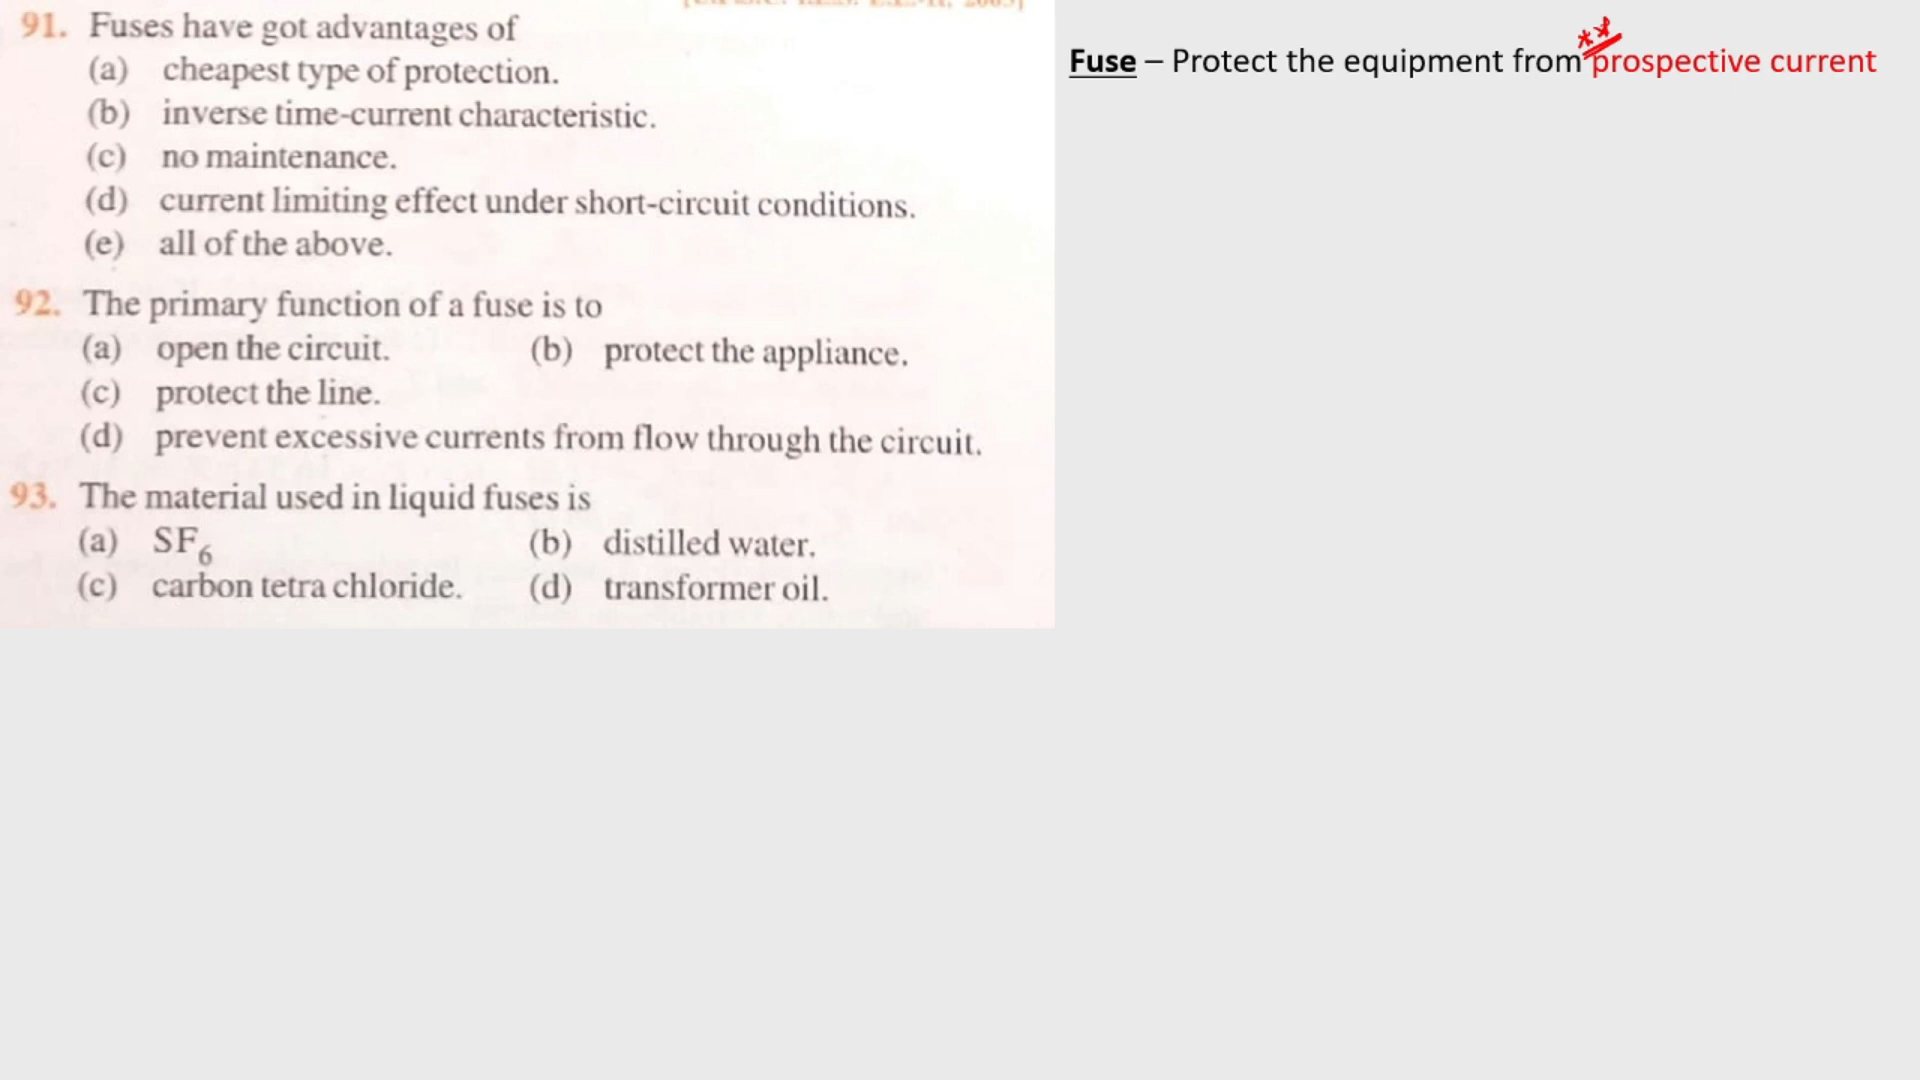 91. Fuses have got advantages of
(a) cheapest type of protection.
(b) inverse time-current characteristic.
(c) no maintenance.
(d) current limiting effect under short-circuit conditions.
(e) all of the above.
92. The primary function of a fuse is to
(a) open the circuit. (b) protect the appliance.
(c) protect the line.
(d) prevent excessive currents from flow through the circuit.
93. The material used in liquid fuses is
(a) SF6 (b) distilled water.
(c) carbon tetra chloride. (d) transformer oil.
Fuse – Protect the equipment from prospective current